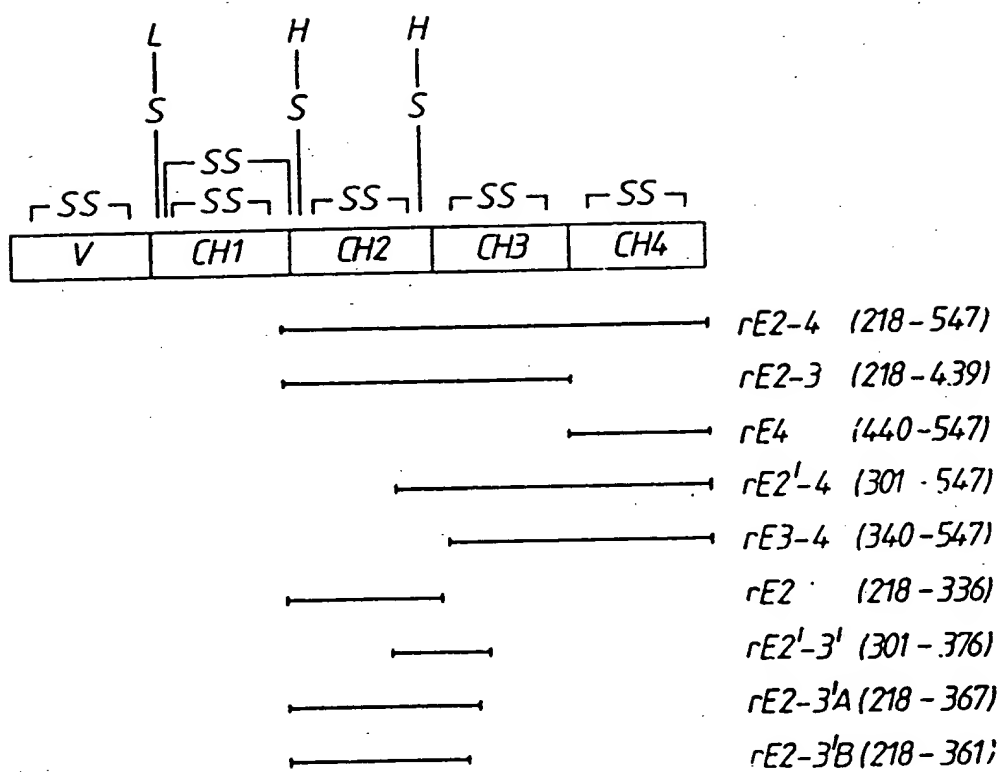 L H H
S S S
SS
SS SS SS SS SS
V CH1 CH2 CH3 CH4
rE2-4 (218-547)
rE2-3 (218-439)
rE4 (440-547)
rE2'-4 (301-547)
rE3-4 (340-547)
rE2 (218-336)
rE2'-3' (301-376)
rE2-3'A (218-367)
rE2-3'B (218-361)